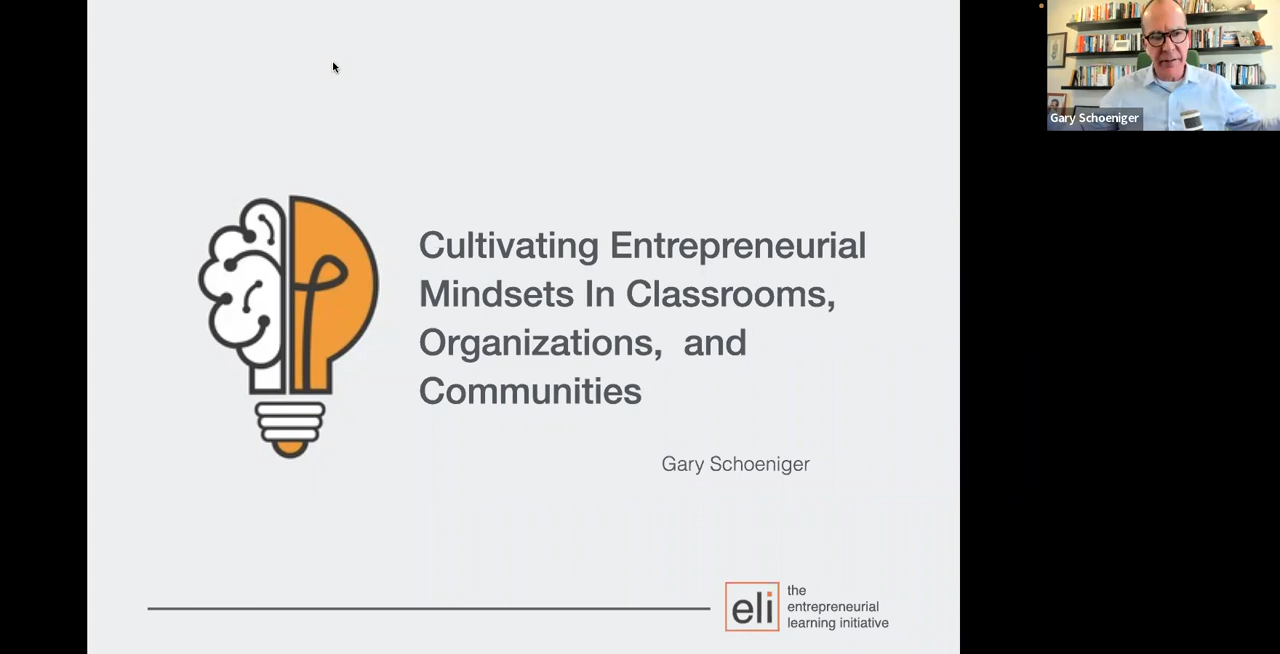 Cultivating Entrepreneurial
Mindsets In Classrooms,
Organizations, and
Communities
Gary Schoeniger
eli
the
entrepreneurial
learning initiative
Gary Schoeniger